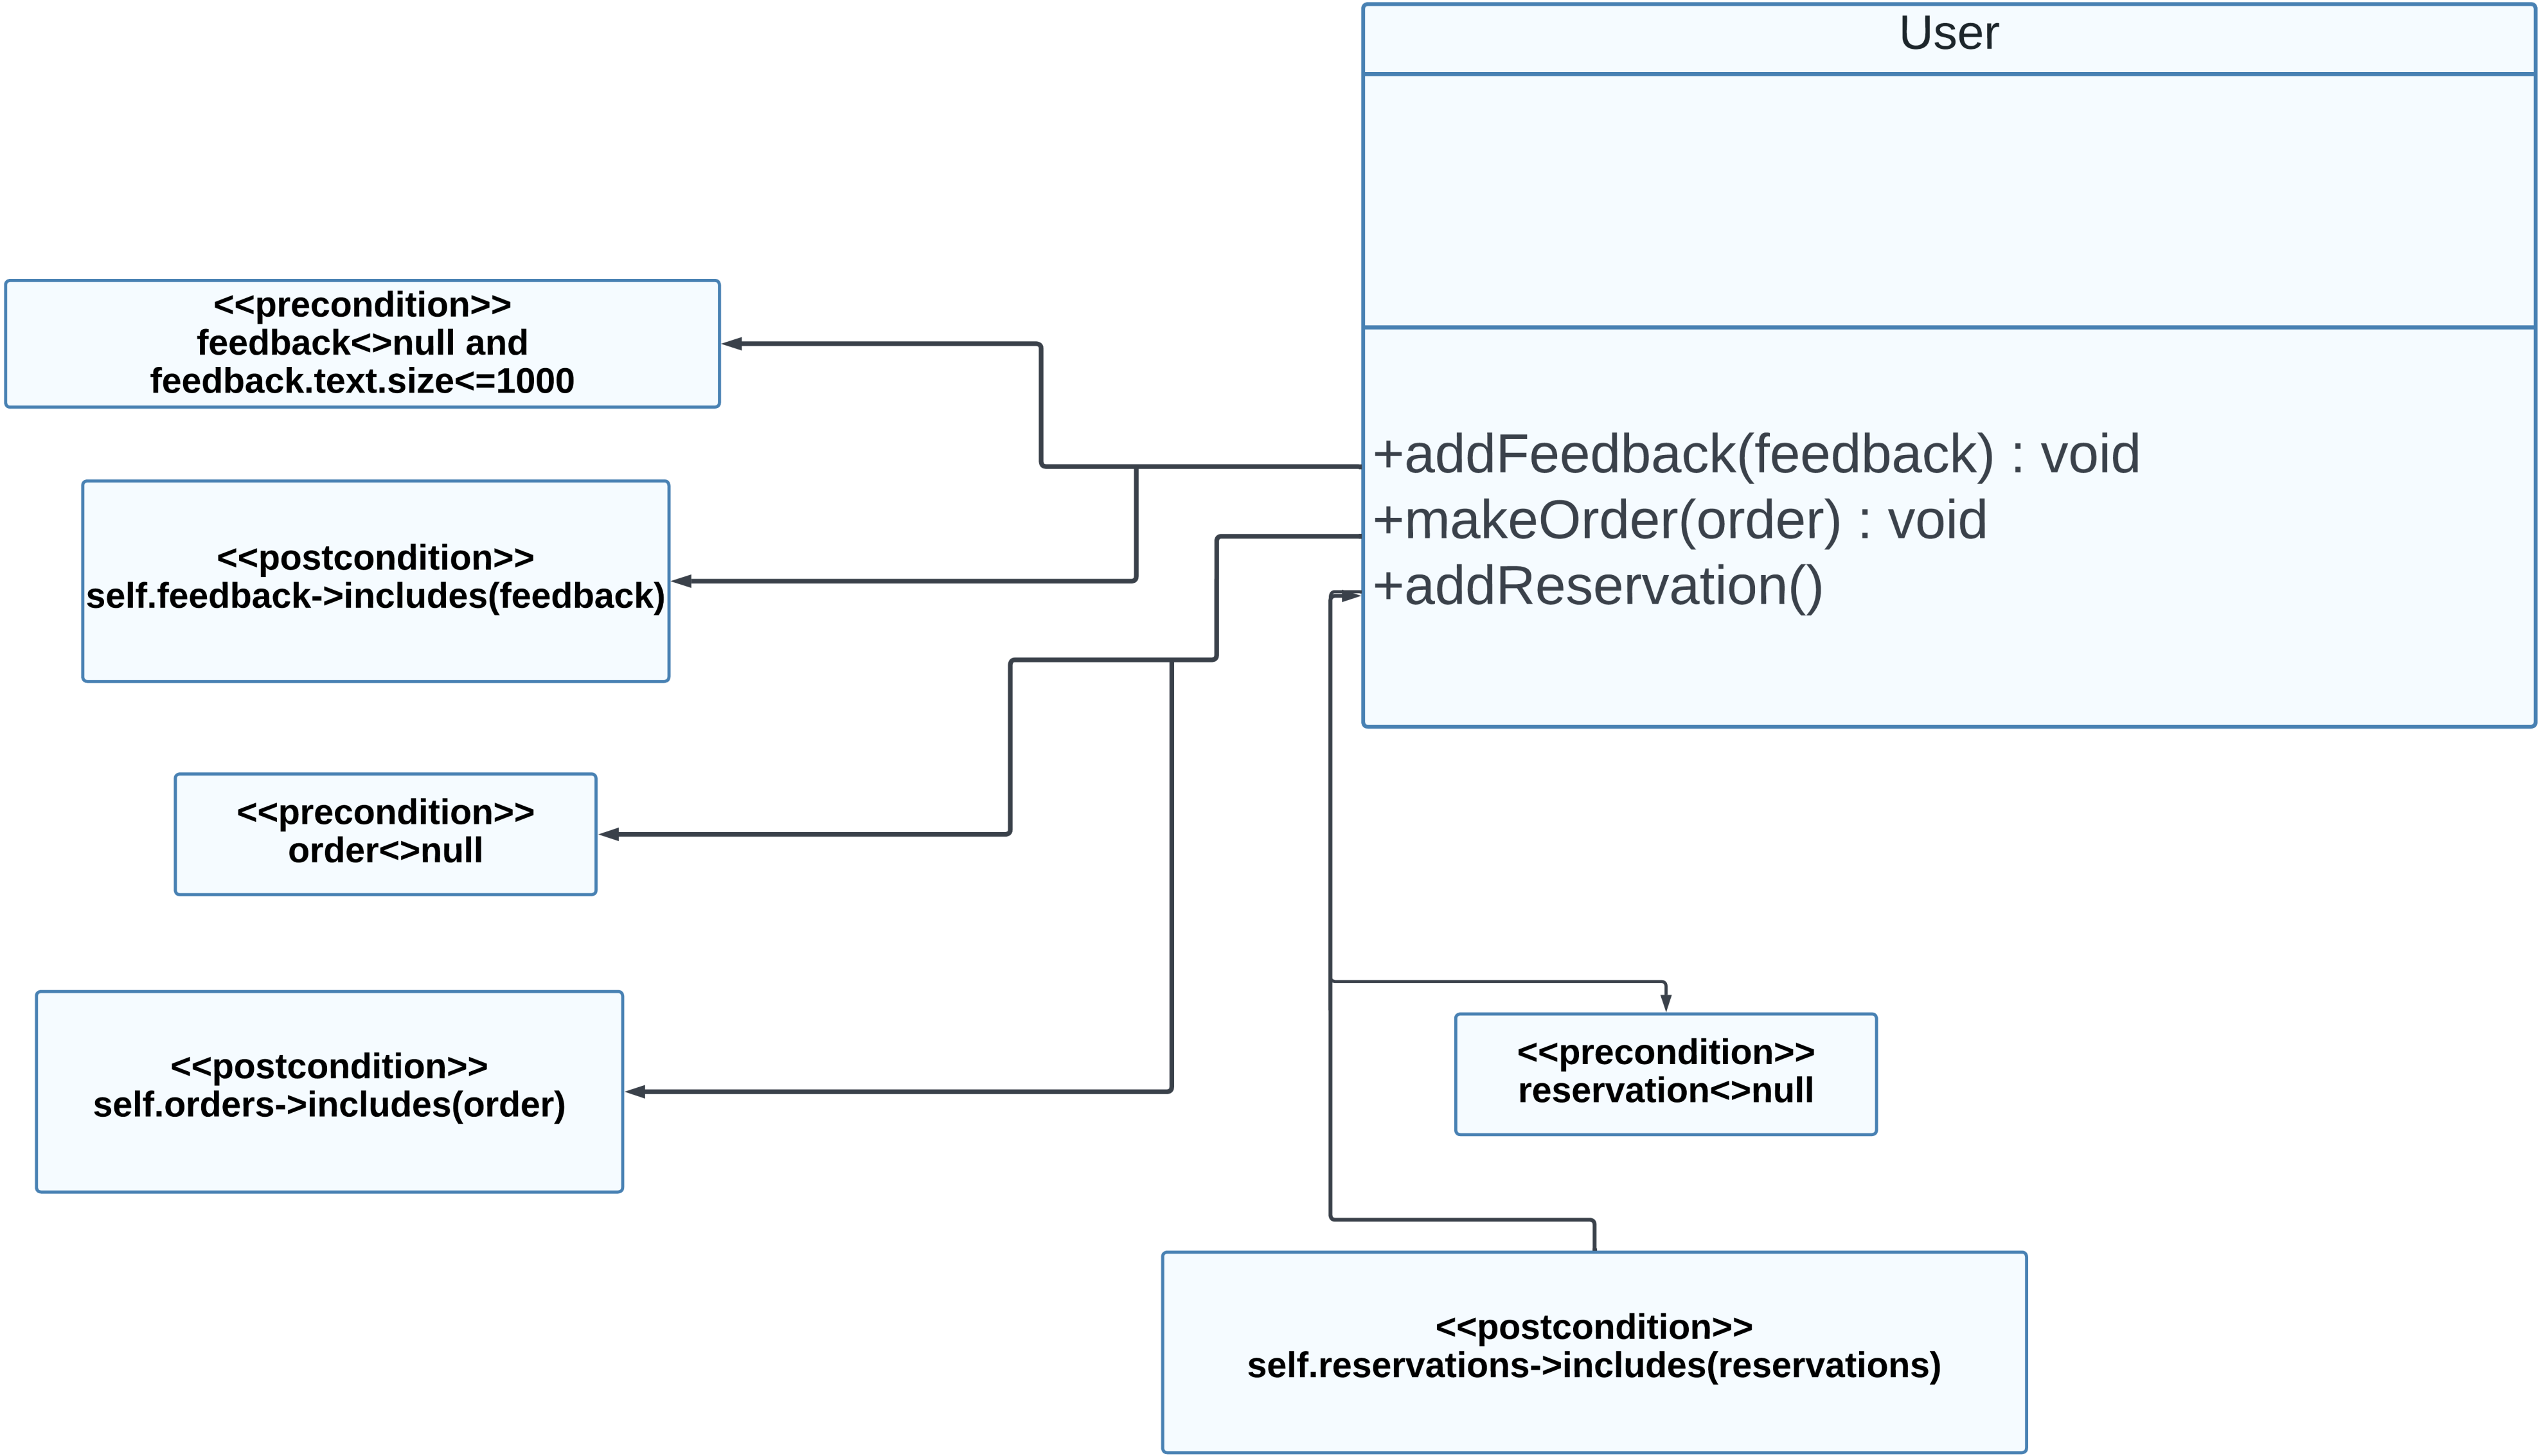 User
+addFeedback(feedback) : void
+makeOrder(order) : void
+addReservation()
<<precondition>>
feedback<>null and
feedback.text.size<=1000
<<postcondition>>
self.feedback->includes(feedback)
<<precondition>>
order<>null
<<postcondition>>
self.orders->includes(order)
<<precondition>>
reservation<>null
<<postcondition>>
self.reservations->includes(reservations)